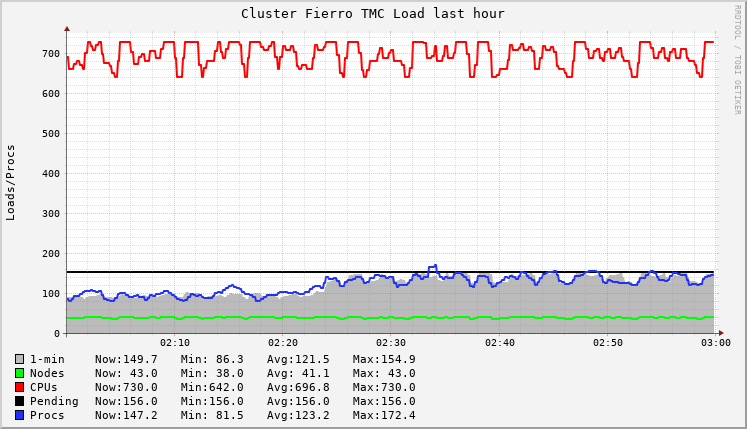 Cluster Fierro TMC Load last hour
RRDTOOL / TOBI OETIKER
Loads/Procs
700
600
500
400
300
200
100
0
02:10 02:20 02:30 02:40 02:50 03:00
1-min Now:149.7 Min: 86.3 Avg:121.5 Max:154.9
Nodes Now: 43.0 Min: 38.0 Avg: 41.1 Max: 43.0
CPUs Now:730.0 Min:642.0 Avg:696.8 Max:730.0
Pending Now:156.0 Min:156.0 Avg:156.0 Max:156.0
Procs Now:147.2 Min: 81.5 Avg:123.2 Max:172.4